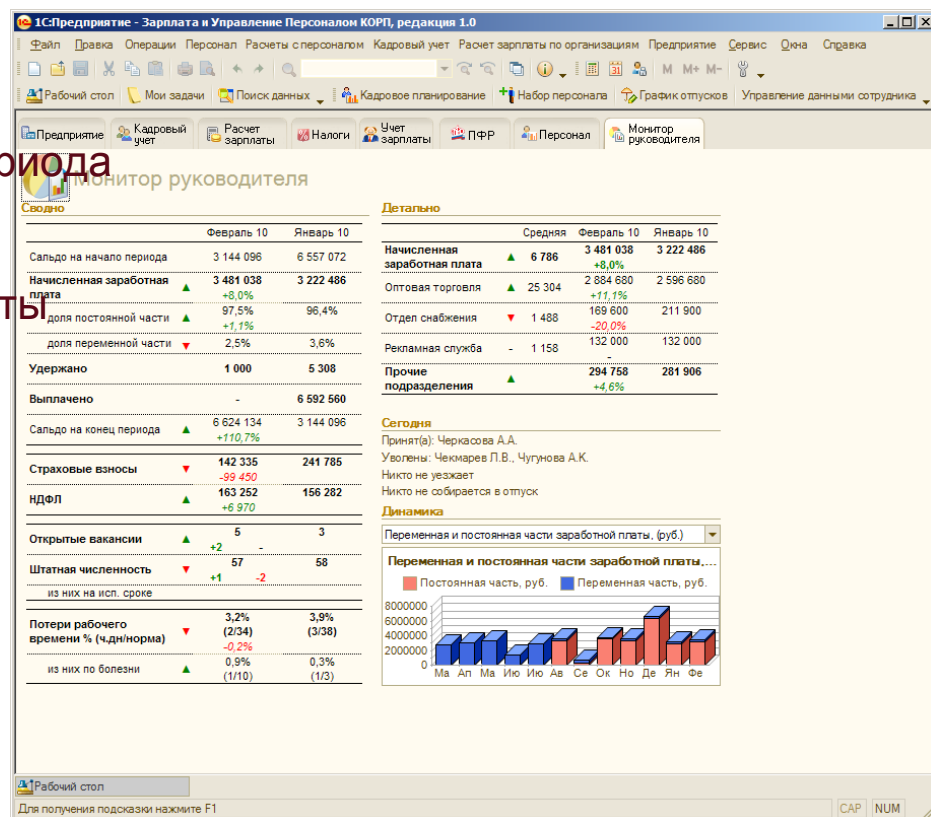 1С:Предприятие - Зарплата и Управление Персоналом КОРП, редакция 1.0
Файл Правка Операции Персонал Расчеты с персоналом Кадровый учет Расчет зарплаты по организациям Предприятие Сервис Окна Справка
M M+ M-
Рабочий стол Мои задачи Поиск данных Кадровое планирование Набор персонала График отпусков Управление данными сотрудника
Предприятие Кадровый учет Расчет зарплаты Налоги Учет зарплаты ПФР Персонал Монитор руководителя
риода
Монитор руководителя
Сводно
Февраль 10 Январь 10
Сальдо на начало периода 3 144 096 6 557 072
Начисленная заработная плата 3 481 038 3 222 486
+8,0%
ты
доля постоянной части 97,5% 96,4%
+1,1%
доля переменной части 2,5% 3,6%
Удержано 1 000 5 308
Выплачено - 6 592 560
Сальдо на конец периода 6 624 134 3 144 096
+110,7%
Страховые взносы 142 335 241 785
-99 450
НДФЛ 163 252 156 282
+6 970
Открытые вакансии 5 3
+2 -
Штатная численность 57 58
+1 -2
из них на исп. сроке
Потери рабочего времени % (ч.дн/норма) 3,2% 3,9%
(2/34) (3/38)
-0,2%
из них по болезни 0,9% 0,3%
(1/10) (1/3)
Детально
Средняя Февраль 10 Январь 10
Начисленная заработная плата 6 786 3 481 038 3 222 486
+8,0%
Оптовая торговля 25 304 2 884 680 2 596 680
+11,1%
Отдел снабжения 1 488 169 600 211 900
-20,0%
Рекламная служба - 1 158 132 000 132 000
-
Прочие подразделения 294 758 281 906
+4,6%
Сегодня
Принят(а): Черкасова А.А.
Уволены: Чекмарев Л.В., Чугунова А.К.
Никто не уезжает
Никто не собирается в отпуск
Динамика
Переменная и постоянная части заработной платы, (руб.)
Переменная и постоянная части заработной платы,...
Постоянная часть, руб. Переменная часть, руб.
8000000
6000000
4000000
2000000
0
Ма Ап Ма Ию Ию Ав Се Ок Но Де Ян Фе
Рабочий стол
Для получения подсказки нажмите F1
CAP NUM